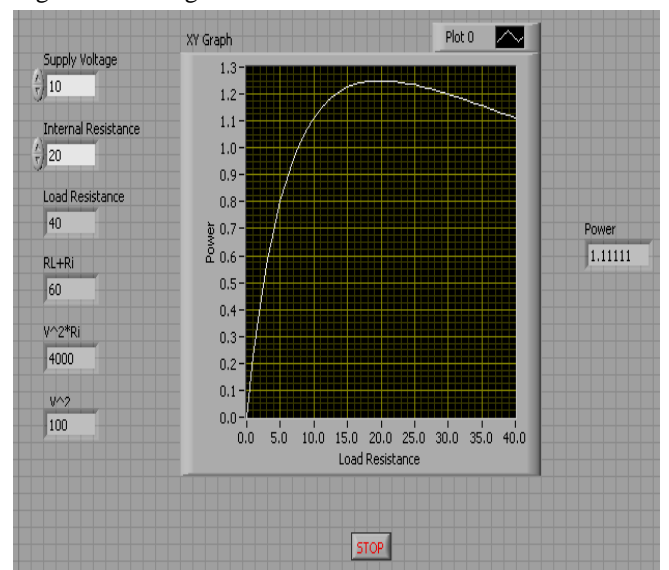 XY Graph
Plot 0
Supply Voltage
10
Internal Resistance
20
Load Resistance
40
RL+Ri
60
V^2*Ri
4000
V^2
100
Power
1.3
1.2
1.1
1.0
0.9
0.8
0.7
0.6
0.5
0.4
0.3
0.2
0.1
0.0
0.0 5.0 10.0 15.0 20.0 25.0 30.0 35.0 40.0
Load Resistance
Power
1.11111
STOP